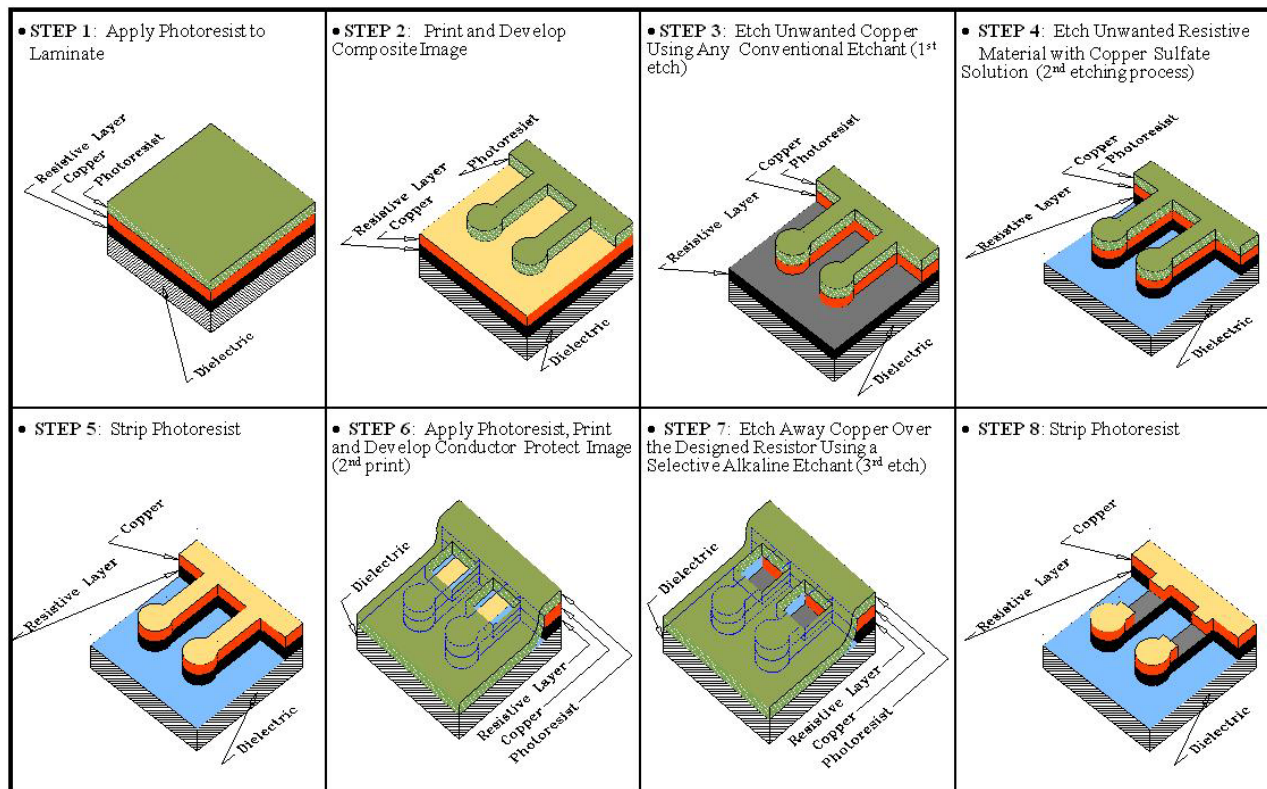 • STEP 1: Apply Photoresist to
Laminate
Resistive Layer
Copper
Photoresist
Dielectric
• STEP 2: Print and Develop
Composite Image
Photoresist
Resistive Layer
Copper
Dielectric
• STEP 3: Etch Unwanted Copper
Using Any Conventional Etchant (1st
etch)
Copper
Photoresist
Resistive Layer
Dielectric
• STEP 4: Etch Unwanted Resistive
Material with Copper Sulfate
Solution (2nd etching process)
Copper
Photoresist
Resistive Layer
Dielectric
• STEP 5: Strip Photoresist
Copper
Resistive Layer
Dielectric
• STEP 6: Apply Photoresist, Print
and Develop Conductor Protect Image
(2nd print)
Dielectric
Resistive Layer
Copper
Photoresist
• STEP 7: Etch Away Copper Over
the Designed Resistor Using a
Selective Alkaline Etchant (3rd etch)
Dielectric
Resistive Layer
Copper
Photoresist
• STEP 8: Strip Photoresist
Copper
Resistive Layer
Dielectric